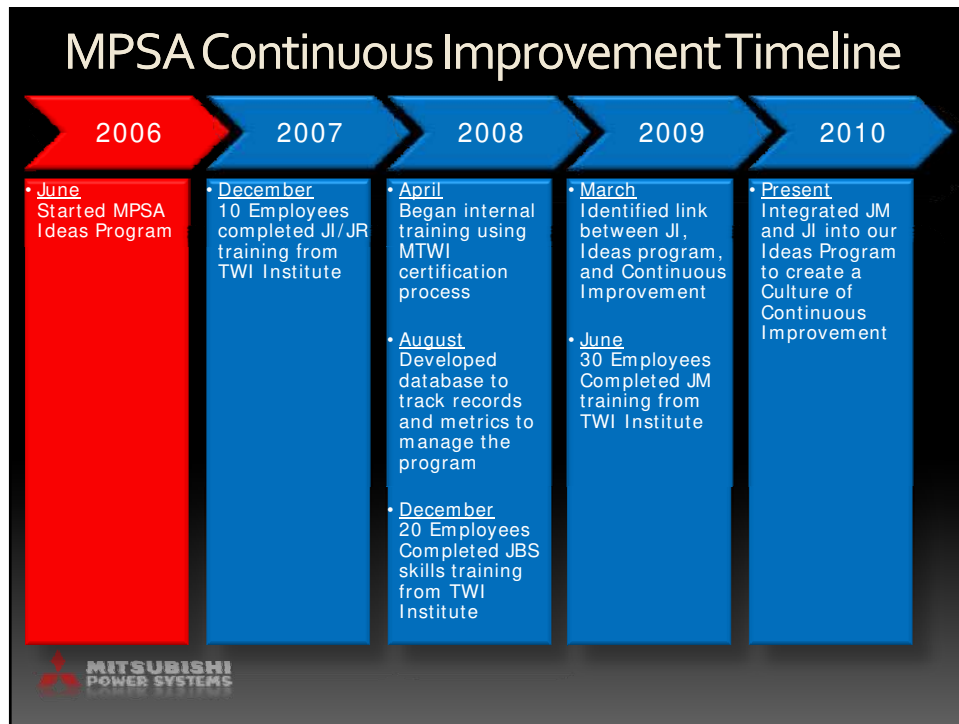 MPSA Continuous Improvement Timeline
2006
2007
2008
2009
2010
• June
Started MPSA
Ideas Program
• December
10 Employees
completed JI/JR
training from
TWI Institute
• April
Began internal
training using
MTWI
certification
process
• August
Developed
database to
track records
and metrics to
manage the
program
• December
20 Employees
Completed JBS
skills training
from TWI
Institute
• March
Identified link
between JI,
Ideas program,
and Continuous
Improvement
• June
30 Employees
Completed JM
training from
TWI Institute
• Present
Integrated JM
and JI into our
Ideas Program
to create a
Culture of
Continuous
Improvement
MITSUBISHI
POWER SYSTEMS